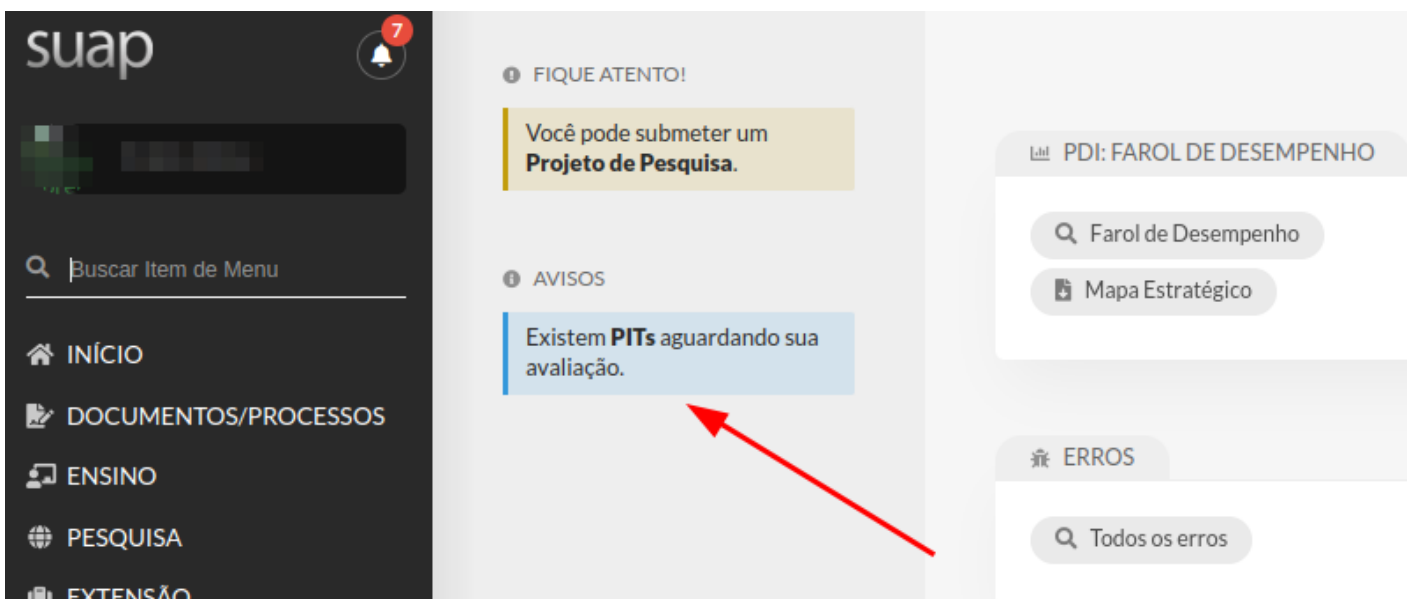 suap
7
Buscar Item de Menu
INÍCIO
DOCUMENTOS/PROCESSOS
ENSINO
PESQUISA
EXTENSÃO
FIQUE ATENTO!
Você pode submeter um
Projeto de Pesquisa.
AVISOS
Existem PITs aguardando sua
avaliação.
PDI: FAROL DE DESEMPENHO
Farol de Desempenho
Mapa Estratégico
ERROS
Todos os erros